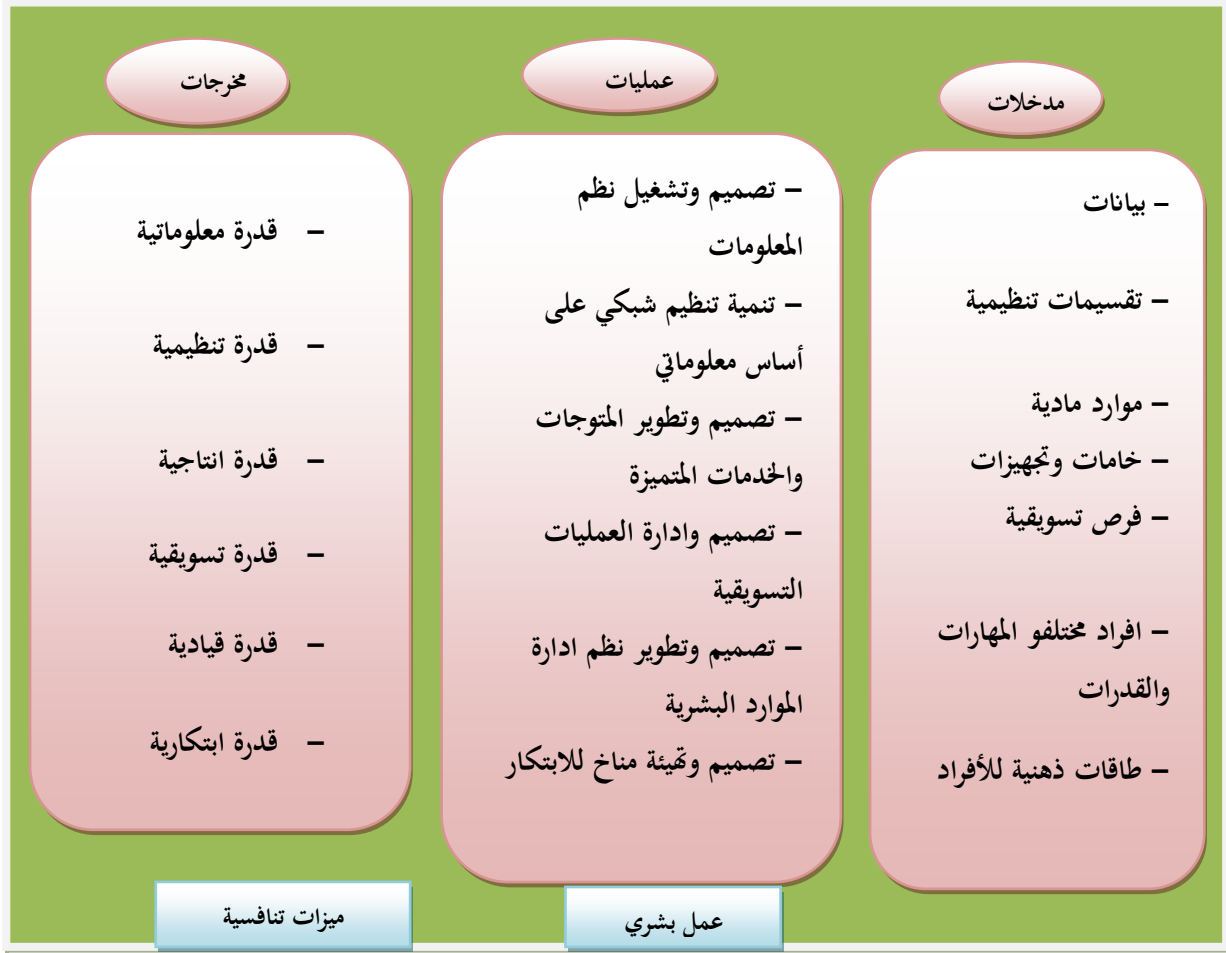 مدخلات
– بيانات
– تقسيمات تنظيمية
– موارد مادية
– خامات وتجهيزات
– فرص تسويقية
– افراد مختلفو المهارات
والقدرات
– طاقات ذهنية للأفراد
عمليات
– تصميم وتشغيل نظم
المعلومات
– تنمية تنظيم شبكي على
أساس معلوماتي
– تصميم وتطوير المتوجات
والخدمات المتميزة
– تصميم وادارة العمليات
التسويقية
– تصميم وتطوير نظم ادارة
الموارد البشرية
– تصميم وتهيئة مناخ للابتكار
عمل بشري
مخرجات
– قدرة معلوماتية
– قدرة تنظيمية
– قدرة انتاجية
– قدرة تسويقية
– قدرة قيادية
– قدرة ابتكارية
ميزات تنافسية